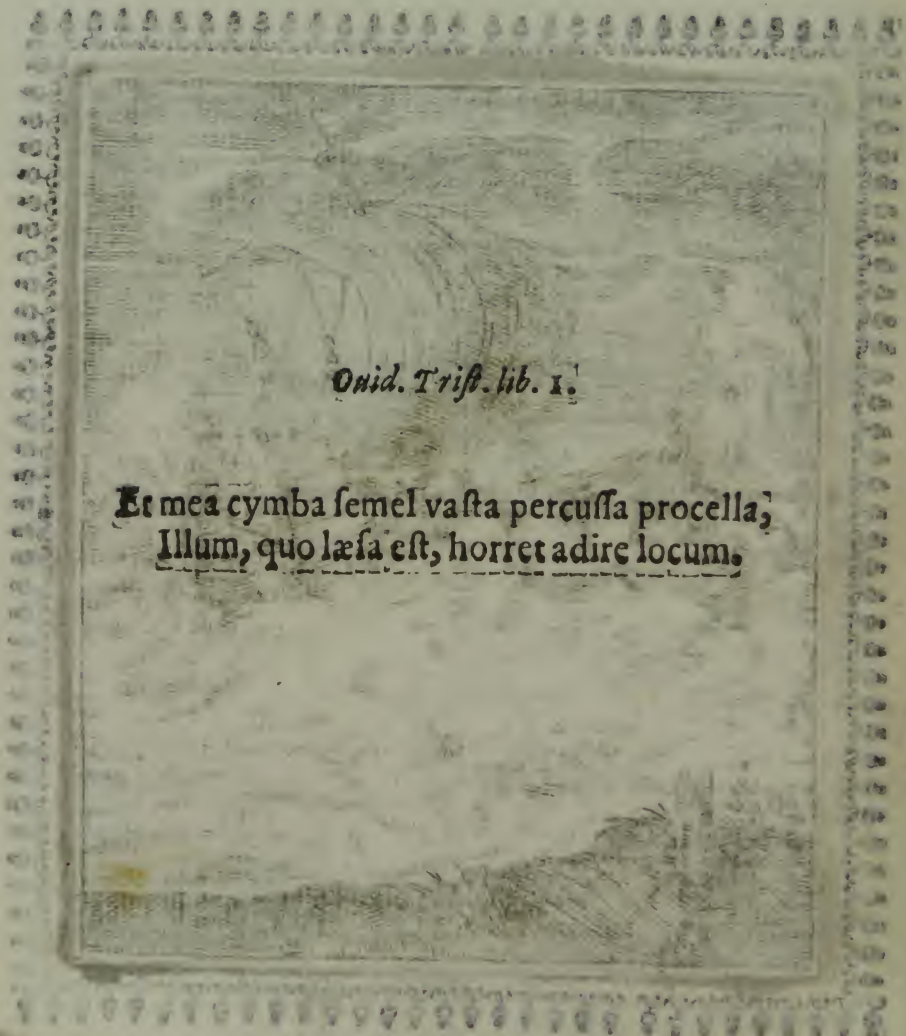 Ouid. Trist. lib. 1.
Et mea cymba ſemel vaſta percuſſa procella,
Illum, quo læſa eſt, horret adire locum.